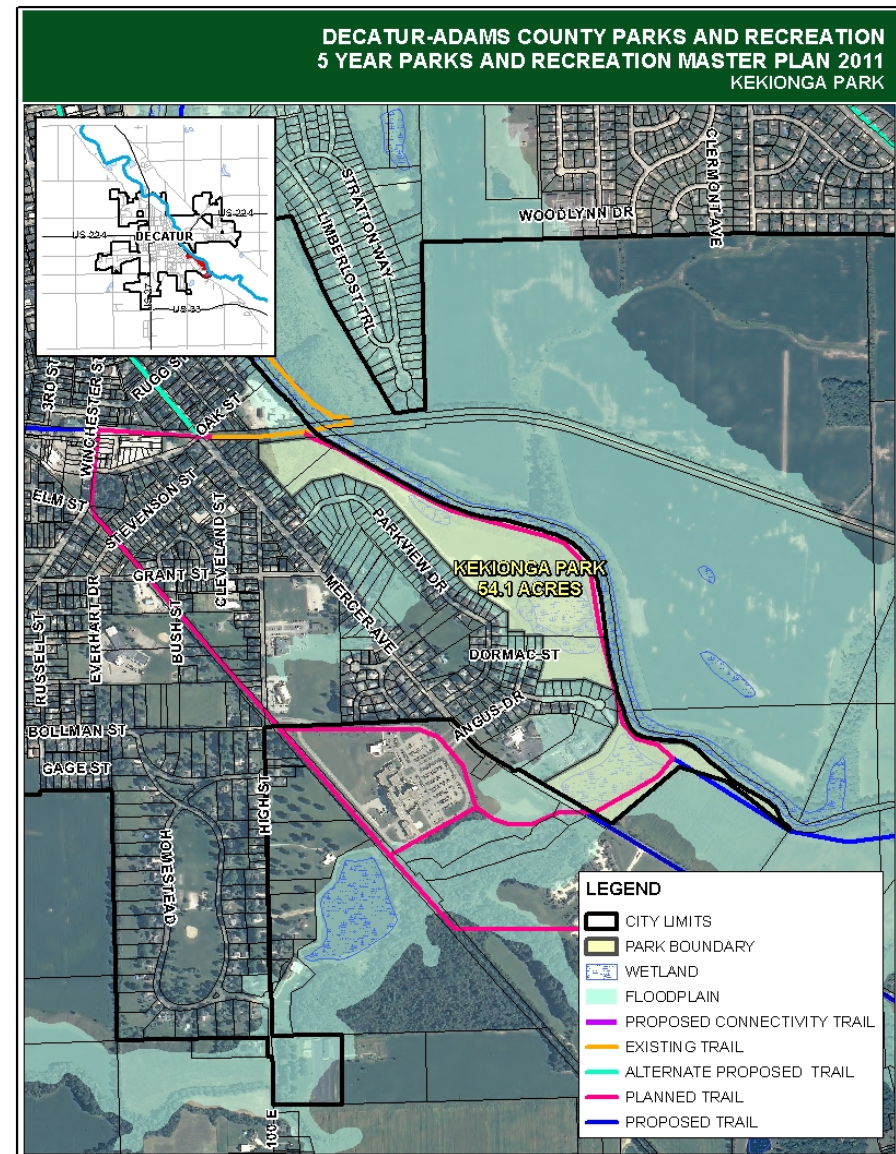 DECATUR-ADAMS COUNTY PARKS AND RECREATION
5 YEAR PARKS AND RECREATION MASTER PLAN 2011
KEKIONGA PARK
US-224
US-224
DECATUR
US-27
US-33
STRATTON WAY
LIMBERLOST TRL
WOODLYNN DR
CLERMONT AVE
3RD ST
WINCHESTER ST
RUGG ST
OAK ST
ELM ST
STEVENSON ST
CLEVELAND ST
PARKVIEW DR
KEKIONGA PARK
54.1 ACRES
GRANT ST
MERCER AVE
RUSSELL ST
EVERHART DR
BUSH ST
DORMAC ST
ANGUS DR
BOLLMAN ST
GAGE ST
HIGH ST
HOMESTEAD
100 E
LEGEND
CITY LIMITS
PARK BOUNDARY
WETLAND
FLOODPLAIN
PROPOSED CONNECTIVITY TRAIL
EXISTING TRAIL
ALTERNATE PROPOSED TRAIL
PLANNED TRAIL
PROPOSED TRAIL